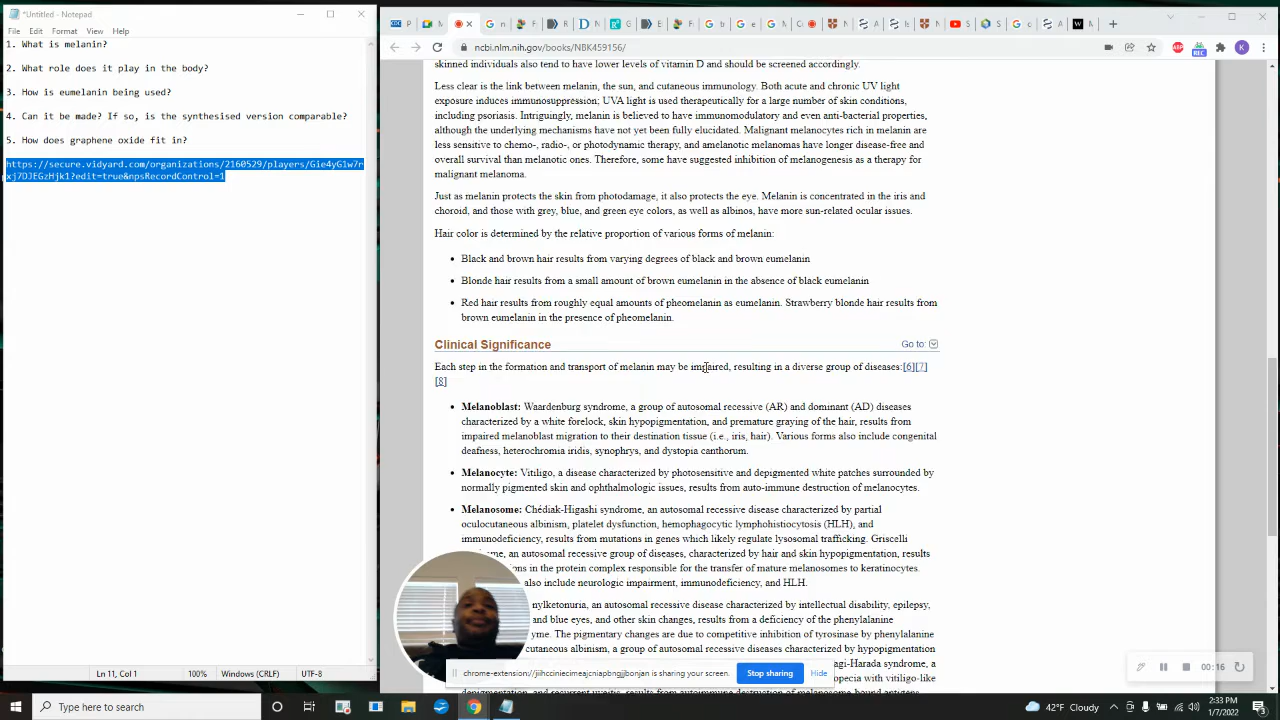 *Untitled - Notepad
File Edit Format View Help
1. What is melanin?
2. What role does it play in the body?
3. How is eumelanin being used?
4. Can it be made? If so, is the synthesised version comparable?
5. How does graphene oxide fit in?
https://secure.vidyard.com/organizations/2160529/players/Gie4yG1w7r
xj7DJEGzHjk1?edit=true&npsRecordControl=1
Ln 11, Col 1 100% Windows (CRLF) UTF-8
ncbi.nlm.nih.gov/books/NBK459156/
skinned individuals also tend to have lower levels of vitamin D and should be screened accordingly.
Less clear is the link between melanin, the sun, and cutaneous immunology. Both acute and chronic UV light
exposure induces immunosuppression; UVA light is used therapeutically for a large number of skin conditions,
including psoriasis. Intriguingly, melanin is believed to have immunomodulatory and even anti-bacterial properties,
although the underlying mechanisms have not yet been fully elucidated. Malignant melanocytes rich in melanin are
less sensitive to chemo-, radio-, or photodynamic therapy, and amelanotic melanomas have longer disease-free and
overall survival than melanotic ones. Therefore, some have suggested inhibition of melanogenesis as a therapy for
malignant melanoma.
Just as melanin protects the skin from photodamage, it also protects the eye. Melanin is concentrated in the iris and
choroid, and those with grey, blue, and green eye colors, as well as albinos, have more sun-related ocular issues.
Hair color is determined by the relative proportion of various forms of melanin:
• Black and brown hair results from varying degrees of black and brown eumelanin
• Blonde hair results from a small amount of brown eumelanin in the absence of black eumelanin
• Red hair results from roughly equal amounts of pheomelanin as eumelanin. Strawberry blonde hair results from
brown eumelanin in the presence of pheomelanin.
Clinical Significance Go to:
Each step in the formation and transport of melanin may be impaired, resulting in a diverse group of diseases:[6][7]
[8]
• Melanoblast: Waardenburg syndrome, a group of autosomal recessive (AR) and dominant (AD) diseases
characterized by a white forelock, skin hypopigmentation, and premature graying of the hair, results from
impaired melanoblast migration to their destination tissue (i.e., iris, hair). Various forms also include congenital
deafness, heterochromia iridis, synophrys, and dystopia canthorum.
• Melanocyte: Vitiligo, a disease characterized by photosensitive and depigmented white patches surrounded by
normally pigmented skin and ophthalmologic issues, results from auto-immune destruction of melanocytes.
• Melanosome: Chédiak-Higashi syndrome, an autosomal recessive disease characterized by partial
oculocutaneous albinism, platelet dysfunction, hemophagocytic lymphohistiocytosis (HLH), and
immunodeficiency, results from mutations in genes which likely regulate lysosomal trafficking. Griscelli
an autosomal recessive group of diseases, characterized by hair and skin hypopigmentation, results
in the protein complex responsible for the transfer of mature melanosomes to keratinocytes.
also include neurologic impairment, immunodeficiency, and HLH.
nylketonuria, an autosomal recessive disease characterized by intellectual disability, epilepsy,
and blue eyes, and other skin changes, results from a deficiency of the phenylalanine
yme. The pigmentary changes are due to competitive inhibition of tyrosinase by phenylalanine
cutaneous albinism, a group of autosomal recessive diseases characterized by hypopigmentation
agi-Harada syndrome, a
opecia with vitiligo-like
chrome-extension://jiihcciniecimeajcniapbngjjbonjan is sharing your screen. Stop sharing Hide
00:16
Type here to search
42°F Cloudy
2:33 PM
1/7/2022